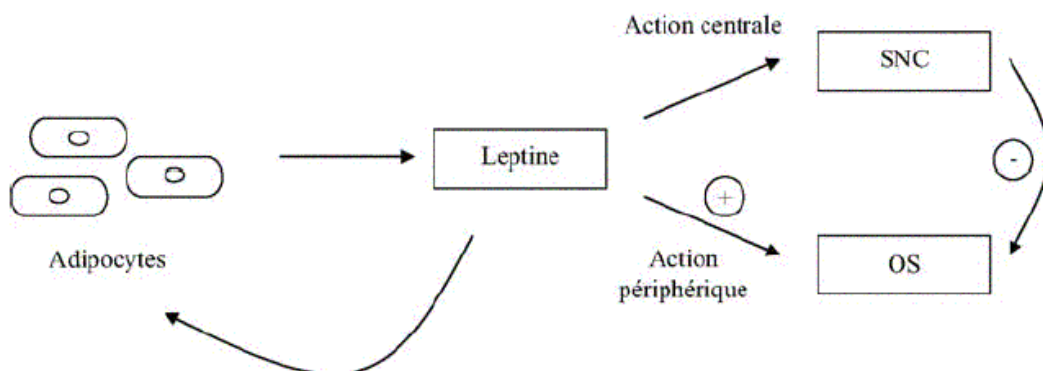 Action centrale
SNC
Leptine
-
+
Adipocytes
Action
périphérique
OS